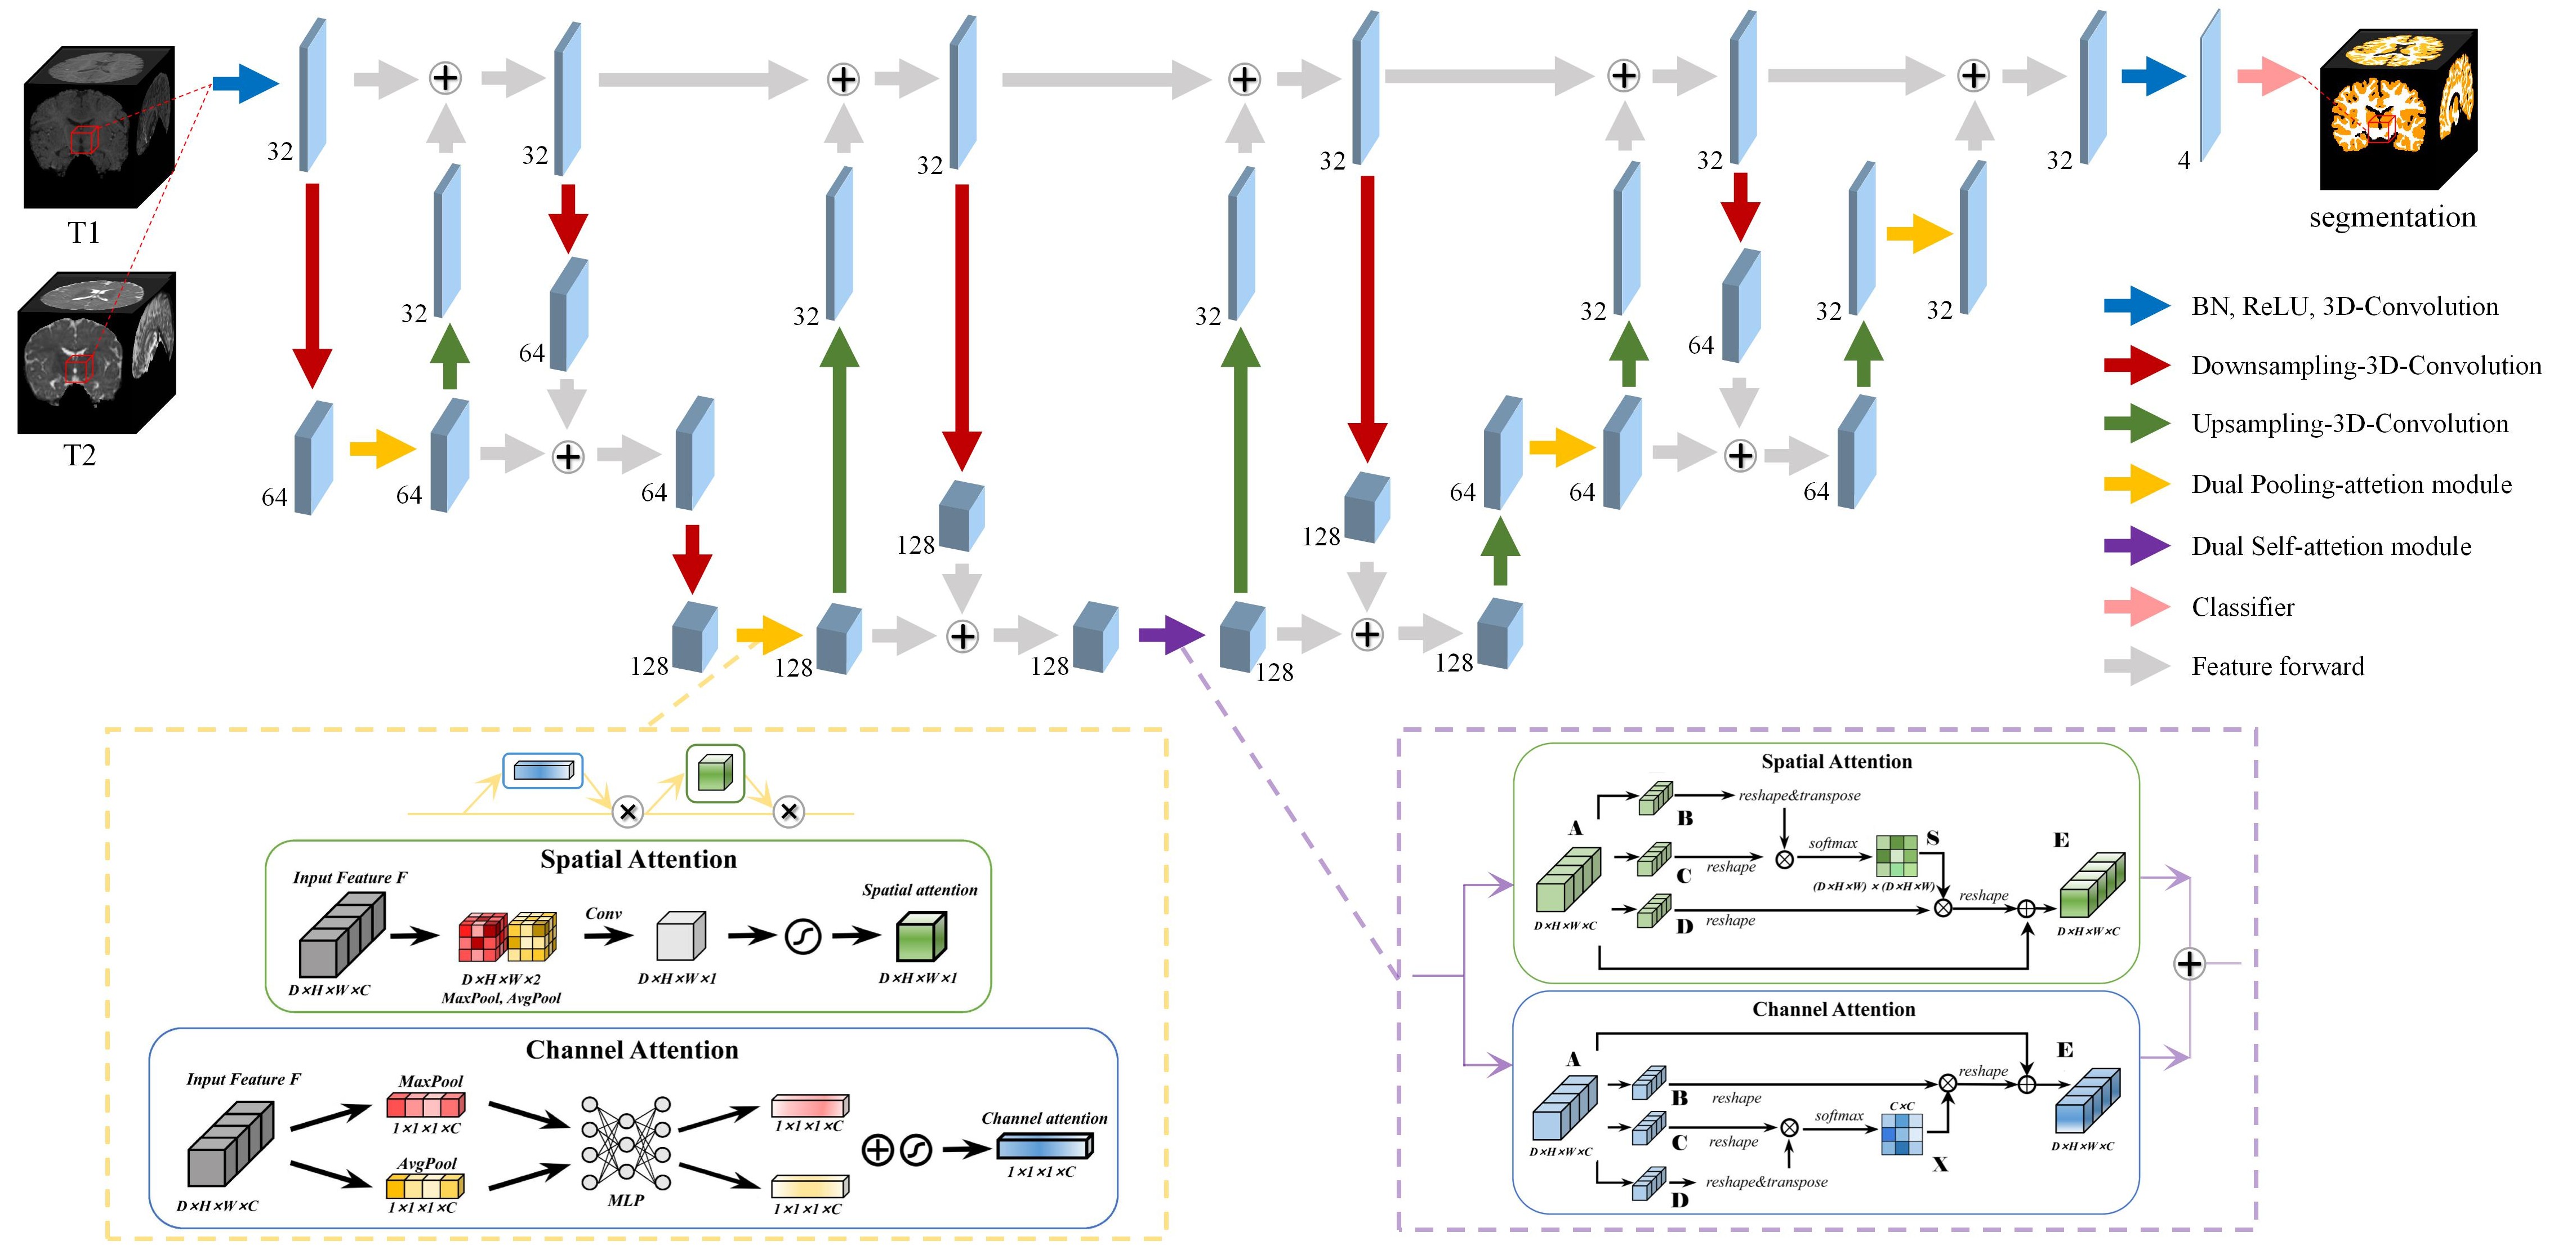 T1
T2
32
32
32
32
32
32
4
segmentation
32
32
32
32
32
32
64
64
64
64
64
64
64
64
128
128
128
128
128
128
128
BN, ReLU, 3D-Convolution
Downsampling-3D-Convolution
Upsampling-3D-Convolution
Dual Pooling-attetion module
Dual Self-attetion module
Classifier
Feature forward
Spatial Attention
Input Feature F
D×H×W×C
D×H×W×2
MaxPool, AvgPool
Conv
D×H×W×1
Spatial attention
D×H×W×1
Channel Attention
Input Feature F
D×H×W×C
MaxPool
1×1×1×C
AvgPool
1×1×1×C
MLP
1×1×1×C
1×1×1×C
Channel attention
1×1×1×C
Spatial Attention
A
D×H×W×C
B
reshape&transpose
C
reshape
softmax
S
(D×H×W) × (D×H×W)
D
reshape
reshape
E
D×H×W×C
Channel Attention
A
D×H×W×C
B
reshape
C
reshape
softmax
C×C
X
D
reshape&transpose
reshape
E
D×H×W×C